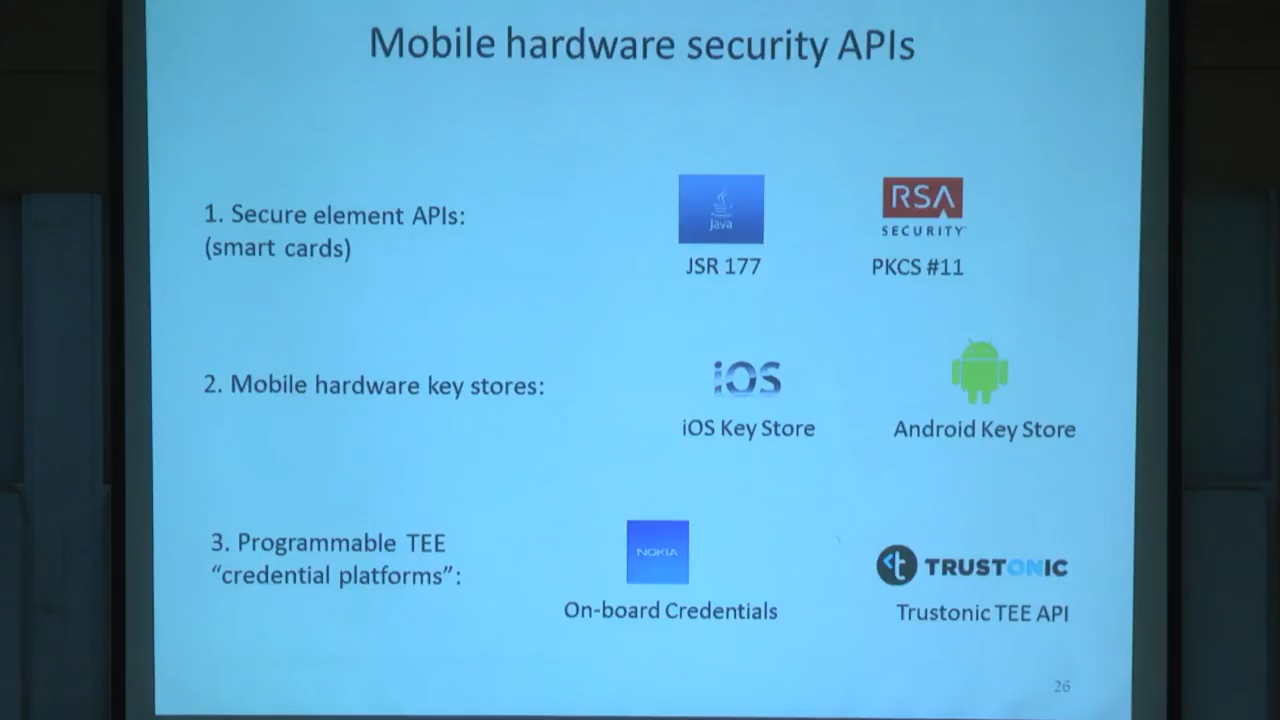 Mobile hardware security APIs
1. Secure element APIs:
(smart cards)
Java
JSR 177
RSA
SECURITY
PKCS #11
2. Mobile hardware key stores:
iOS
iOS Key Store
Android Key Store
3. Programmable TEE
“credential platforms”:
NOKIA
On-board Credentials
t TRUSTONIC
Trustonic TEE API
26